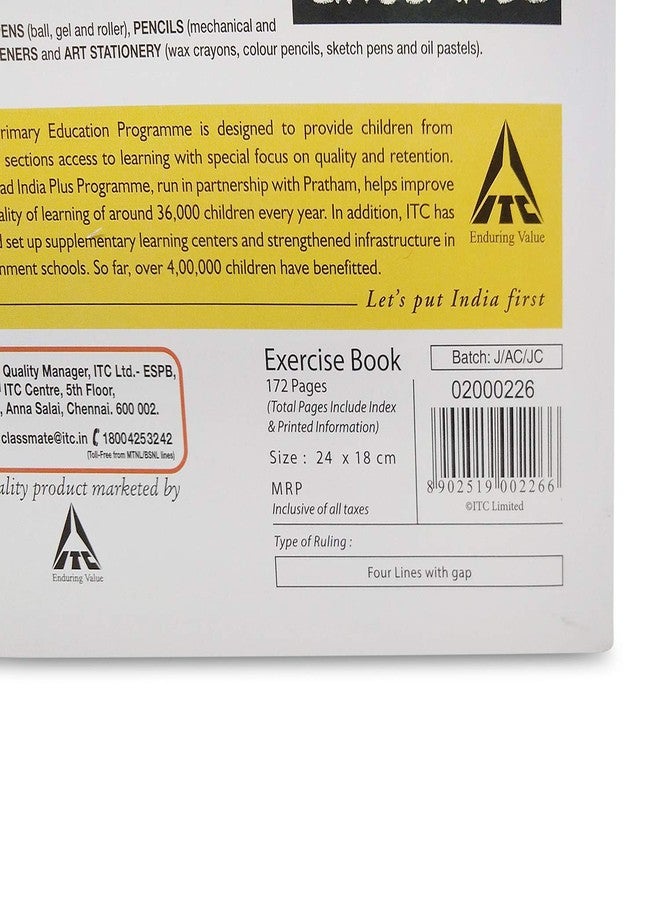 ENS (ball, gel and roller), PENCILS (mechanical and
ENERS and ART STATIONERY (wax crayons, colour pencils, sketch pens and oil pastels).
rimary Education Programme is designed to provide children from
sections access to learning with special focus on quality and retention.
ad India Plus Programme, run in partnership with Pratham, helps improve
ality of learning of around 36,000 children every year. In addition, ITC has
set up supplementary learning centers and strengthened infrastructure in
nment schools. So far, over 4,00,000 children have benefitted.
ITC
Enduring Value
Let's put India first
Quality Manager, ITC Ltd.- ESPB,
ITC Centre, 5th Floor,
, Anna Salai, Chennai. 600 002.
classmate@itc.in 18004253242
(Toll-Free from MTNL/BSNL lines)
ality product marketed by
ITC
Enduring Value
Exercise Book
172 Pages
(Total Pages Include Index
& Printed Information)
Size : 24 x 18 cm
MRP
Inclusive of all taxes
Batch: J/AC/JC
02000226
8902519002266
©ITC Limited
Type of Ruling :
Four Lines with gap